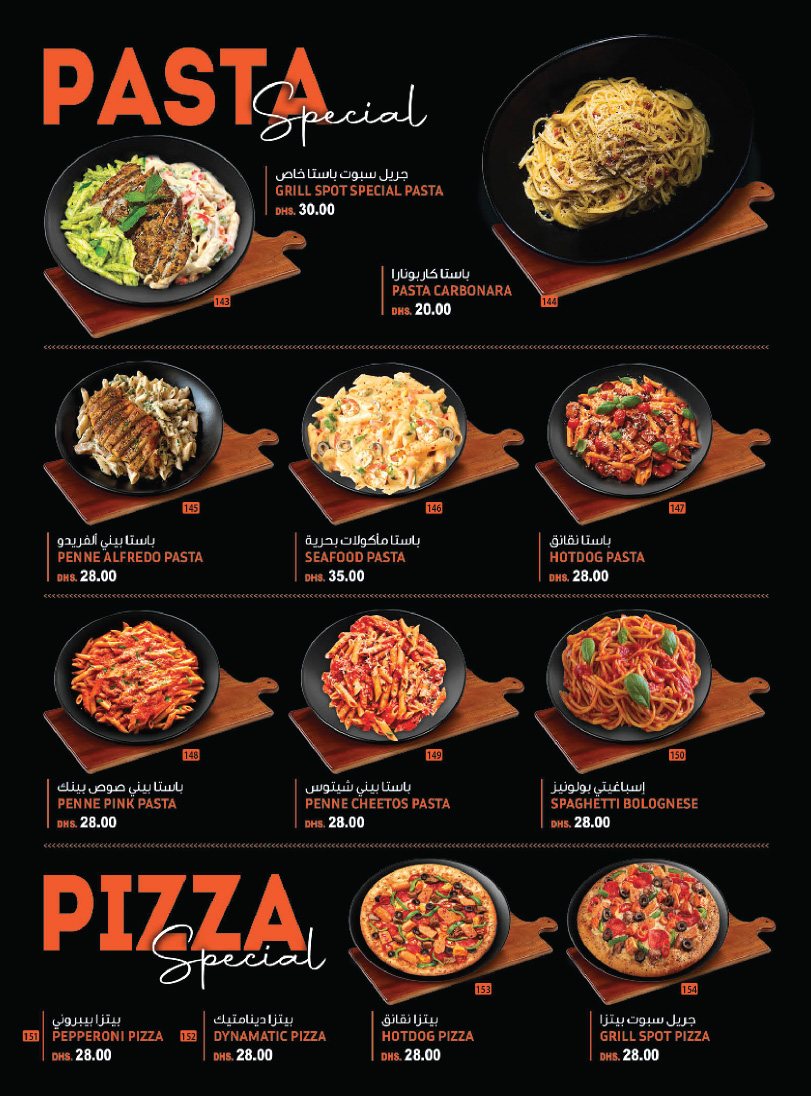 PASTA
Special
جريل سبوت باستا خاص
GRILL SPOT SPECIAL PASTA
DHS. 30.00
143
باستا كاربونارا
PASTA CARBONARA
DHS. 20.00
144
145
باستا بيني ألفريدو
PENNE ALFREDO PASTA
DHS. 28.00
146
باستا مأكولات بحرية
SEAFOOD PASTA
DHS. 35.00
147
باستا نقانق
HOTDOG PASTA
DHS. 28.00
148
باستا بيني صوص بينك
PENNE PINK PASTA
DHS. 28.00
149
باستا بيني شيتوس
PENNE CHEETOS PASTA
DHS. 28.00
150
إسباغيتي بولونيز
SPAGHETTI BOLOGNESE
DHS. 28.00
PIZZA
Special
153
154
151
بيتزا بيبروني
PEPPERONI PIZZA
DHS. 28.00
152
بيتزا دينامتيك
DYNAMATIC PIZZA
DHS. 28.00
بيتزا نقانق
HOTDOG PIZZA
DHS. 28.00
جريل سبوت بيتزا
GRILL SPOT PIZZA
DHS. 28.00